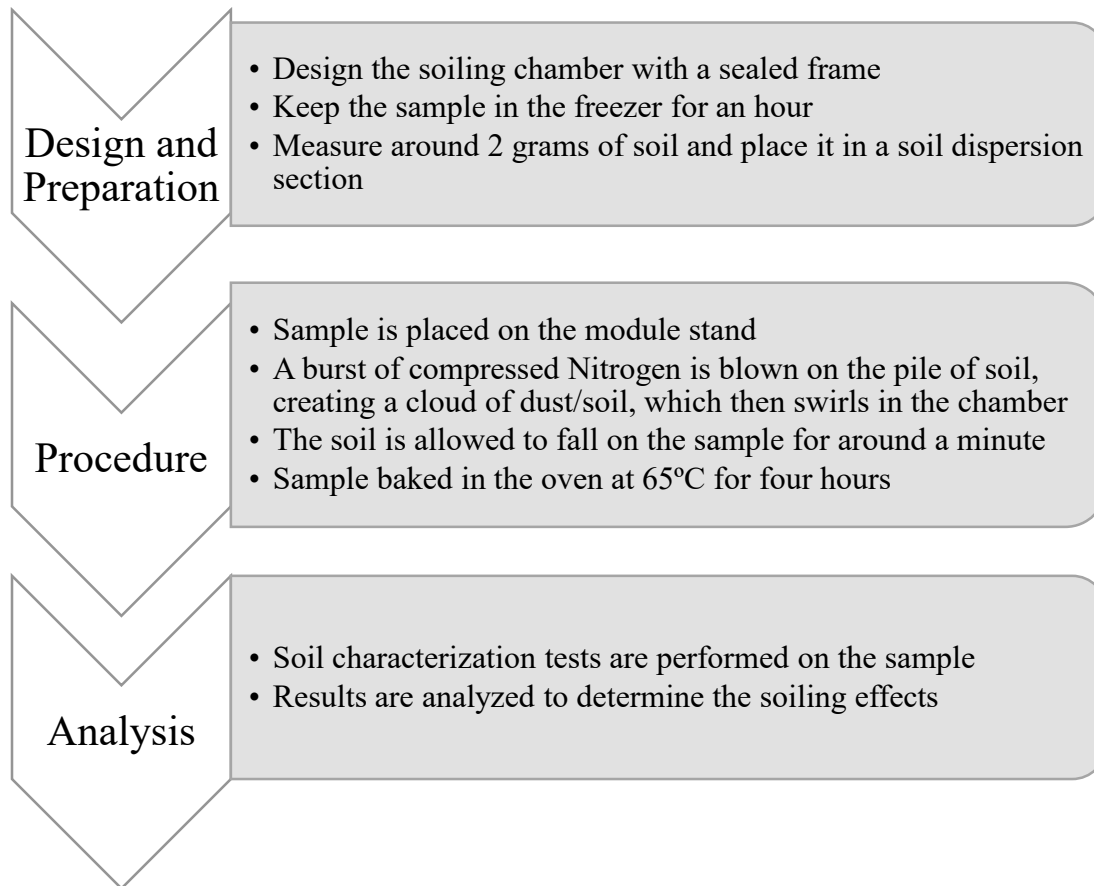 Design and
Preparation
• Design the soiling chamber with a sealed frame
• Keep the sample in the freezer for an hour
• Measure around 2 grams of soil and place it in a soil dispersion
section
Procedure
• Sample is placed on the module stand
• A burst of compressed Nitrogen is blown on the pile of soil,
creating a cloud of dust/soil, which then swirls in the chamber
• The soil is allowed to fall on the sample for around a minute
• Sample baked in the oven at 65ºC for four hours
Analysis
• Soil characterization tests are performed on the sample
• Results are analyzed to determine the soiling effects